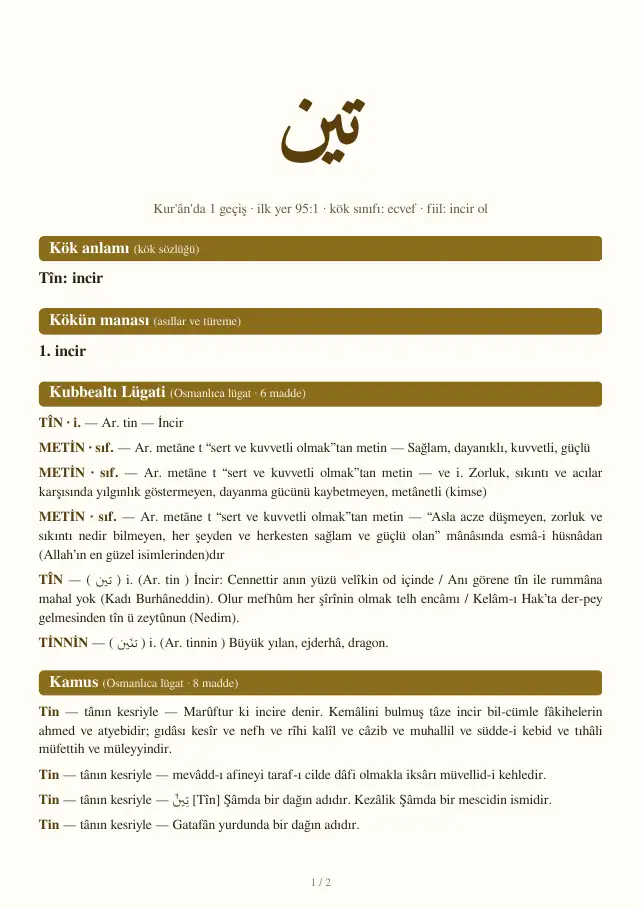 تين
Kur'ân'da 1 geçiş · ilk yer 95:1 · kök sınıfı: ecvef · fiil: incir ol
Kök anlamı (kök sözlüğü)
Tîn: incir
Kökün manası (asıllar ve türeme)
1. incir
Kubbealtı Lügati (Osmanlıca lügat · 6 madde)
TÎN · i. — Ar. tin — İncir
METİN · sıf. — Ar. metāne t “sert ve kuvvetli olmak”tan metin — Sağlam, dayanıklı, kuvvetli, güçlü
METİN · sıf. — Ar. metāne t “sert ve kuvvetli olmak”tan metin — ve i. Zorluk, sıkıntı ve acılar
karşısında yılgınlık göstermeyen, dayanma gücünü kaybetmeyen, metânetli (kimse)
METİN · sıf. — Ar. metāne t “sert ve kuvvetli olmak”tan metin — “Asla acze düşmeyen, zorluk ve
sıkıntı nedir bilmeyen, her şeyden ve herkesten sağlam ve güçlü olan” mânâsında esmâ-i hüsnâdan
(Allah’ın en güzel isimlerinden)dır
TÎN — ( تين ) i. (Ar. tin ) İncir: Cennettir anın yüzü velîkin od içinde / Anı görene tîn ile rummâna
mahal yok (Kadı Burhâneddin). Olur mefhûm her şîrînin olmak telh encâmı / Kelâm-ı Hak’ta der-pey
gelmesinden tîn ü zeytûnun (Nedim).
TİNNİN — ( تنّين ) i. (Ar. tinnin ) Büyük yılan, ejderhâ, dragon.
Kamus (Osmanlıca lügat · 8 madde)
Tin — tânın kesriyle — Marûftur ki incire denir. Kemâlini bulmuş tâze incir bil-cümle fâkihelerin
ahmed ve atyebidir; gıdâsı kesîr ve nefh ve rîhi kalîl ve câzib ve muhallil ve südde-i kebid ve tıhâli
müfettih ve müleyyindir.
Tin — tânın kesriyle — mevâdd-ı afineyi taraf-ı cilde dâfi olmakla iksârı müvellid-i kehledir.
Tin — tânın kesriyle — تِينٌ [Tîn] Şâmda bir dağın adıdır. Kezâlik Şâmda bir mescidin ismidir.
Tin — tânın kesriyle — Gatafân yurdunda bir dağın adıdır.
1 / 2